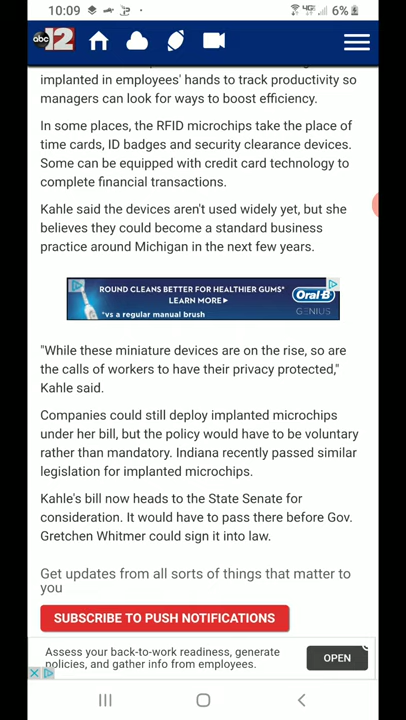 10:09
4G
6%
abc 12
implanted in employees' hands to track productivity so
managers can look for ways to boost efficiency.
In some places, the RFID microchips take the place of
time cards, ID badges and security clearance devices.
Some can be equipped with credit card technology to
complete financial transactions.
Kahle said the devices aren't used widely yet, but she
believes they could become a standard business
practice around Michigan in the next few years.
ROUND CLEANS BETTER FOR HEALTHIER GUMS*
LEARN MORE
*vs a regular manual brush
Oral-B
GENIUS
"While these miniature devices are on the rise, so are
the calls of workers to have their privacy protected,"
Kahle said.
Companies could still deploy implanted microchips
under her bill, but the policy would have to be voluntary
rather than mandatory. Indiana recently passed similar
legislation for implanted microchips.
Kahle's bill now heads to the State Senate for
consideration. It would have to pass there before Gov.
Gretchen Whitmer could sign it into law.
Get updates from all sorts of things that matter to
you
SUBSCRIBE TO PUSH NOTIFICATIONS
Assess your back-to-work readiness, generate
policies, and gather info from employees.
OPEN